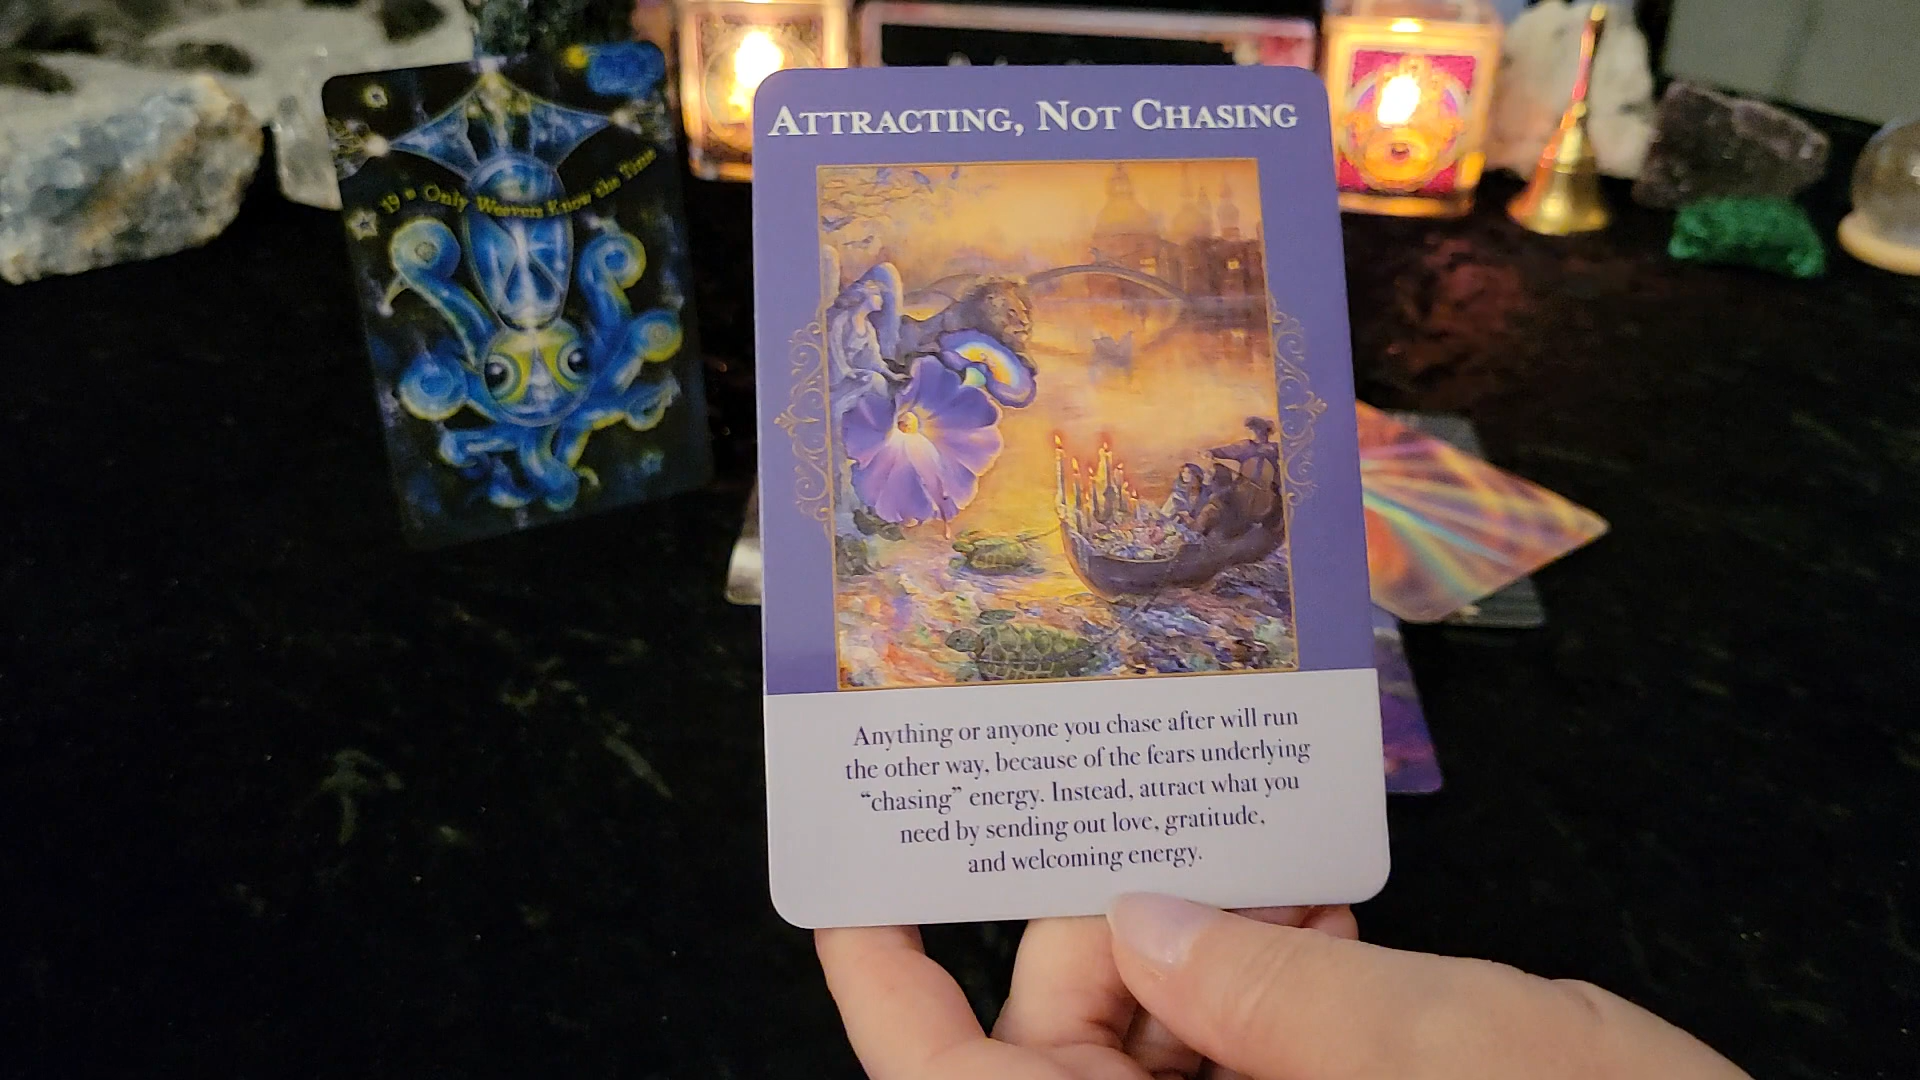 ATTRACTING, NOT CHASING
19 Only Weavers Know the Time
Anything or anyone you chase after will run
the other way, because of the fears underlying
“chasing” energy. Instead, attract what you
need by sending out love, gratitude,
and welcoming energy.